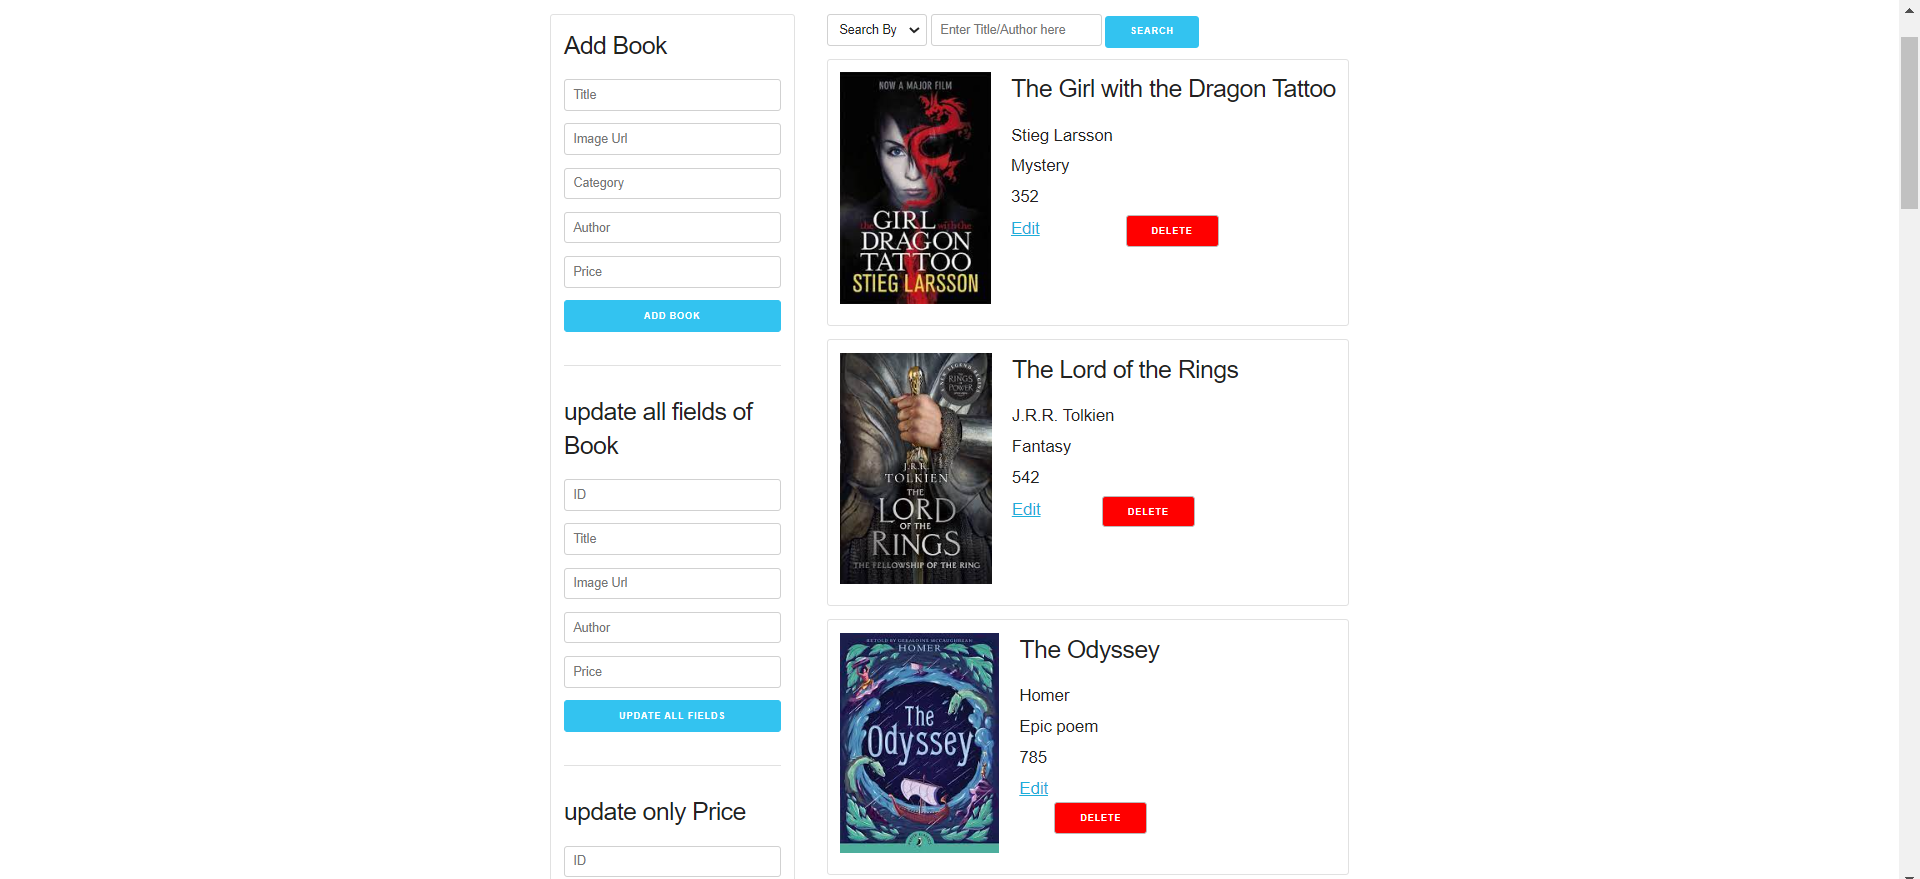 Add Book
Title
Image Url
Category
Author
Price
ADD BOOK
update all fields of
Book
ID
Title
Image Url
Author
Price
UPDATE ALL FIELDS
update only Price
ID
Search By
Enter Title/Author here
SEARCH
NOW A MAJOR FILM
the GIRL with the
DRAGON
TATTOO
STIEG LARSSON
The Girl with the Dragon Tattoo
Stieg Larsson
Mystery
352
Edit
DELETE
RINGS
POWER
J.R.R.
TOLKIEN
THE
LORD
OF THE
RINGS
THE FELLOWSHIP OF THE RING
The Lord of the Rings
J.R.R. Tolkien
Fantasy
542
Edit
DELETE
RETOLD BY GERALDINE MCCAUGHREAN
HOMER
The
Odyssey
The Odyssey
Homer
Epic poem
785
Edit
DELETE